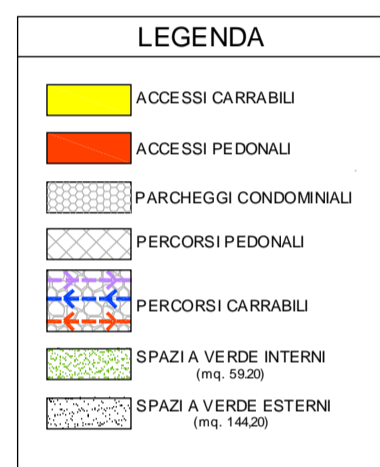 LEGENDA
ACCESSI CARRABILI
ACCESSI PEDONALI
PARCHEGGI CONDOMINIALI
PERCORSI PEDONALI
PERCORSI CARRABILI
SPAZI A VERDE INTERNI
(mq. 59.20)
SPAZI A VERDE ESTERNI
(mq. 144,20)